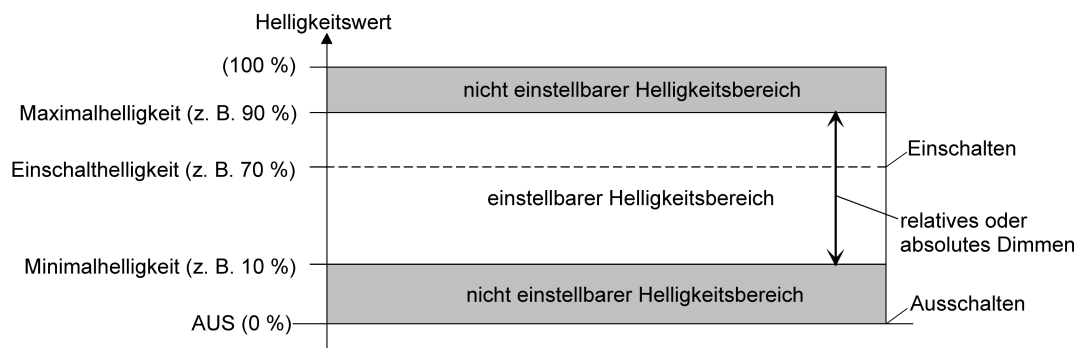 Helligkeitswert
(100 %)
nicht einstellbarer Helligkeitsbereich
Maximalhelligkeit (z. B. 90 %)
Einschalten
Einschalthelligkeit (z. B. 70 %)
einstellbarer Helligkeitsbereich
relatives oder
absolutes Dimmen
Minimalhelligkeit (z. B. 10 %)
nicht einstellbarer Helligkeitsbereich
Ausschalten
AUS (0 %)